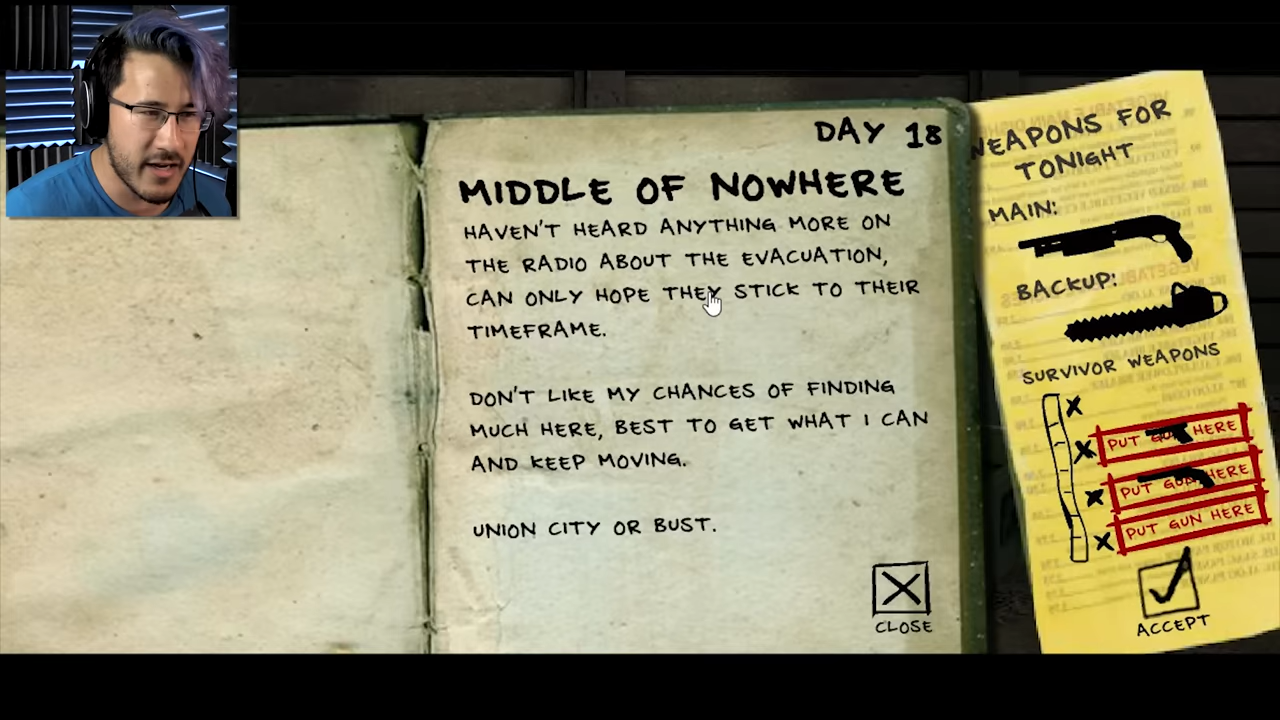 DAY 18
MIDDLE OF NOWHERE
HAVEN'T HEARD ANYTHING MORE ON
THE RADIO ABOUT THE EVACUATION,
CAN ONLY HOPE THEY STICK TO THEIR
TIMEFRAME.
DON'T LIKE MY CHANCES OF FINDING
MUCH HERE, BEST TO GET WHAT I CAN
AND KEEP MOVING.
UNION CITY OR BUST.
CLOSE
WEAPONS FOR
TONIGHT
MAIN:
BACKUP:
SURVIVOR WEAPONS
PUT GUN HERE
PUT GUN HERE
PUT GUN HERE
ACCEPT